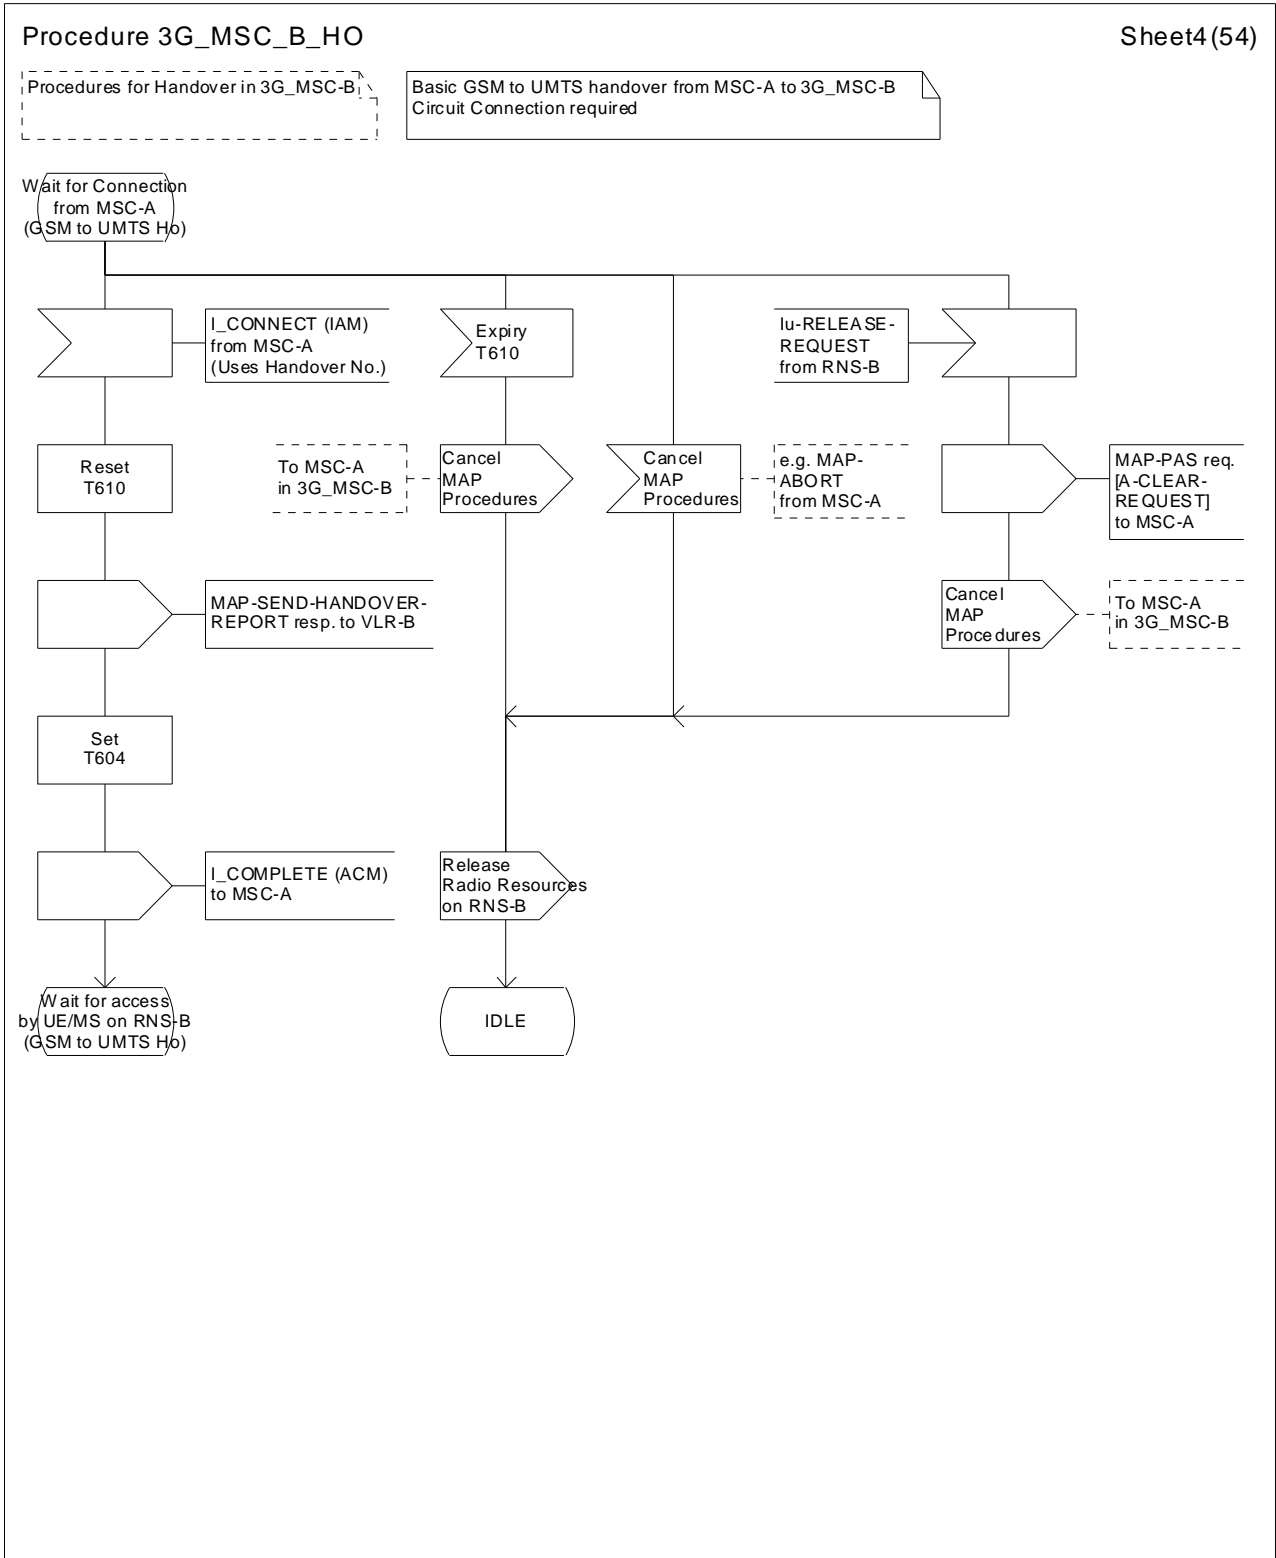 Procedure 3G_MSC_B_HO
Sheet4(54)
Procedures for Handover in 3G_MSC-B
Basic GSM to UMTS handover from MSC-A to 3G_MSC-B
Circuit Connection required
Wait for Connection
from MSC-A
(GSM to UMTS Ho)
I_CONNECT (IAM)
from MSC-A
(Uses Handover No.)
Expiry
T610
Iu-RELEASE-
REQUEST
from RNS-B
Reset
T610
To MSC-A
in 3G_MSC-B
Cancel
MAP
Procedures
Cancel
MAP
Procedures
e.g. MAP-
ABORT
from MSC-A
MAP-PAS req.
[A-CLEAR-
REQUEST]
to MSC-A
MAP-SEND-HANDOVER-
REPORT resp. to VLR-B
Cancel
MAP
Procedures
To MSC-A
in 3G_MSC-B
Set
T604
I_COMPLETE (ACM)
to MSC-A
Release
Radio Resources
on RNS-B
Wait for access
by UE/MS on RNS-B
(GSM to UMTS Ho)
IDLE